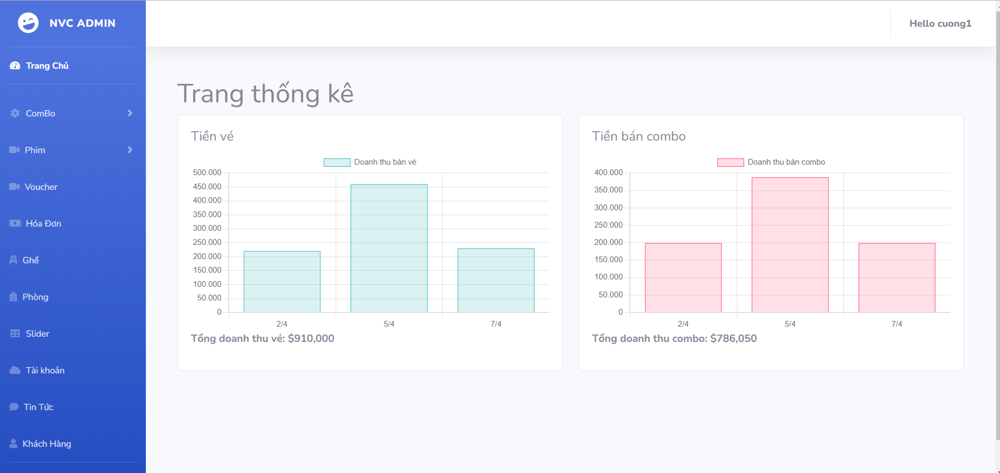 NVC ADMIN
Hello cuong1
Trang Chủ
ComBo
Phim
Voucher
Hóa Đơn
Ghế
Phòng
Slider
Tài khoản
Tin Tức
Khách Hàng
Trang thống kê
Tiền vé
Doanh thu bán vé
500.000
450.000
400.000
350.000
300.000
250.000
200.000
150.000
100.000
50.000
0
2/4 5/4 7/4
Tổng doanh thu vé: $910,000
Tiền bán combo
Doanh thu bán combo
400.000
350.000
300.000
250.000
200.000
150.000
100.000
50.000
0
2/4 5/4 7/4
Tổng doanh thu combo: $786,050